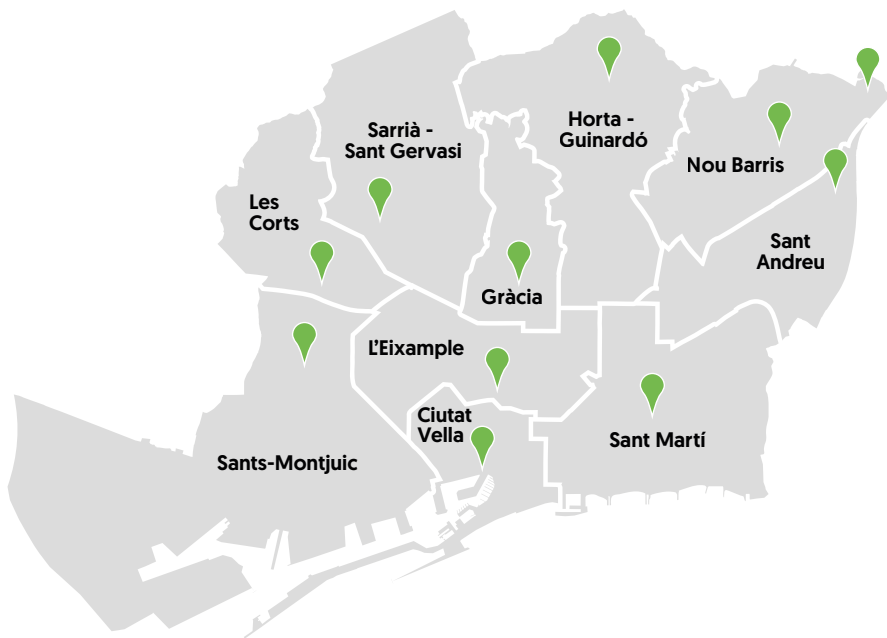 Horta -
Guinardó
Sarrià -
Sant Gervasi
Nou Barris
Les
Corts
Sant
Andreu
Gràcia
L'Eixample
Ciutat
Vella
Sant Martí
Sants-Montjuic